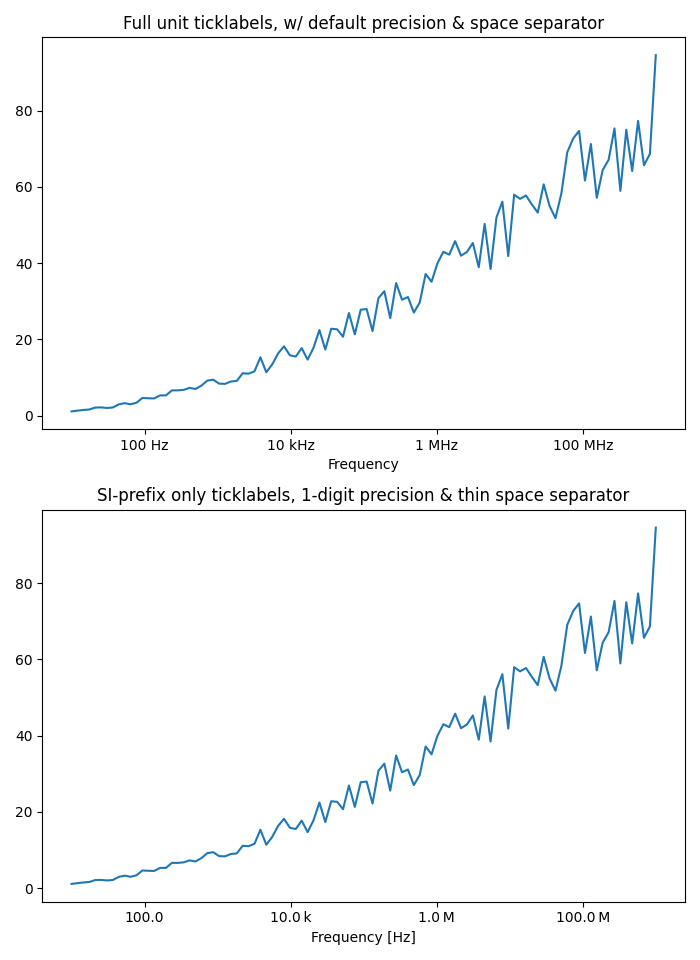 Full unit ticklabels, w/ default precision & space separator
80
60
40
20
0
100 Hz 10 kHz 1 MHz 100 MHz
Frequency
SI-prefix only ticklabels, 1-digit precision & thin space separator
80
60
40
20
0
100.0 10.0 k 1.0 M 100.0 M
Frequency [Hz]